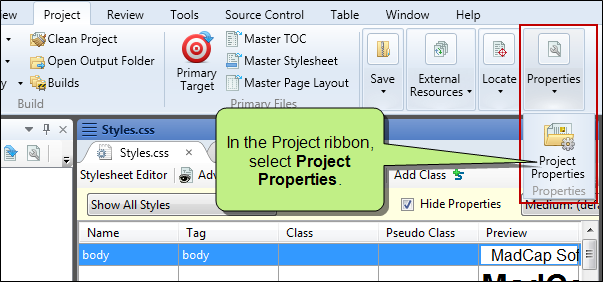 View Project Review Tools Source Control Table Window Help
Clean Project
Open Output Folder
Builds
Build
Primary
Target
Master TOC
Master Stylesheet
Master Page Layout
Primary Files
Save
External
Resources
Locate
Properties
Project
Properties
Properties
In the Project ribbon,
select Project
Properties.
Styles.css
Styles.css
Stylesheet Editor Add Class
Show All Styles Hide Properties Medium:
Name Tag Class Pseudo Class Preview
body body MadCap Sof
MadCap